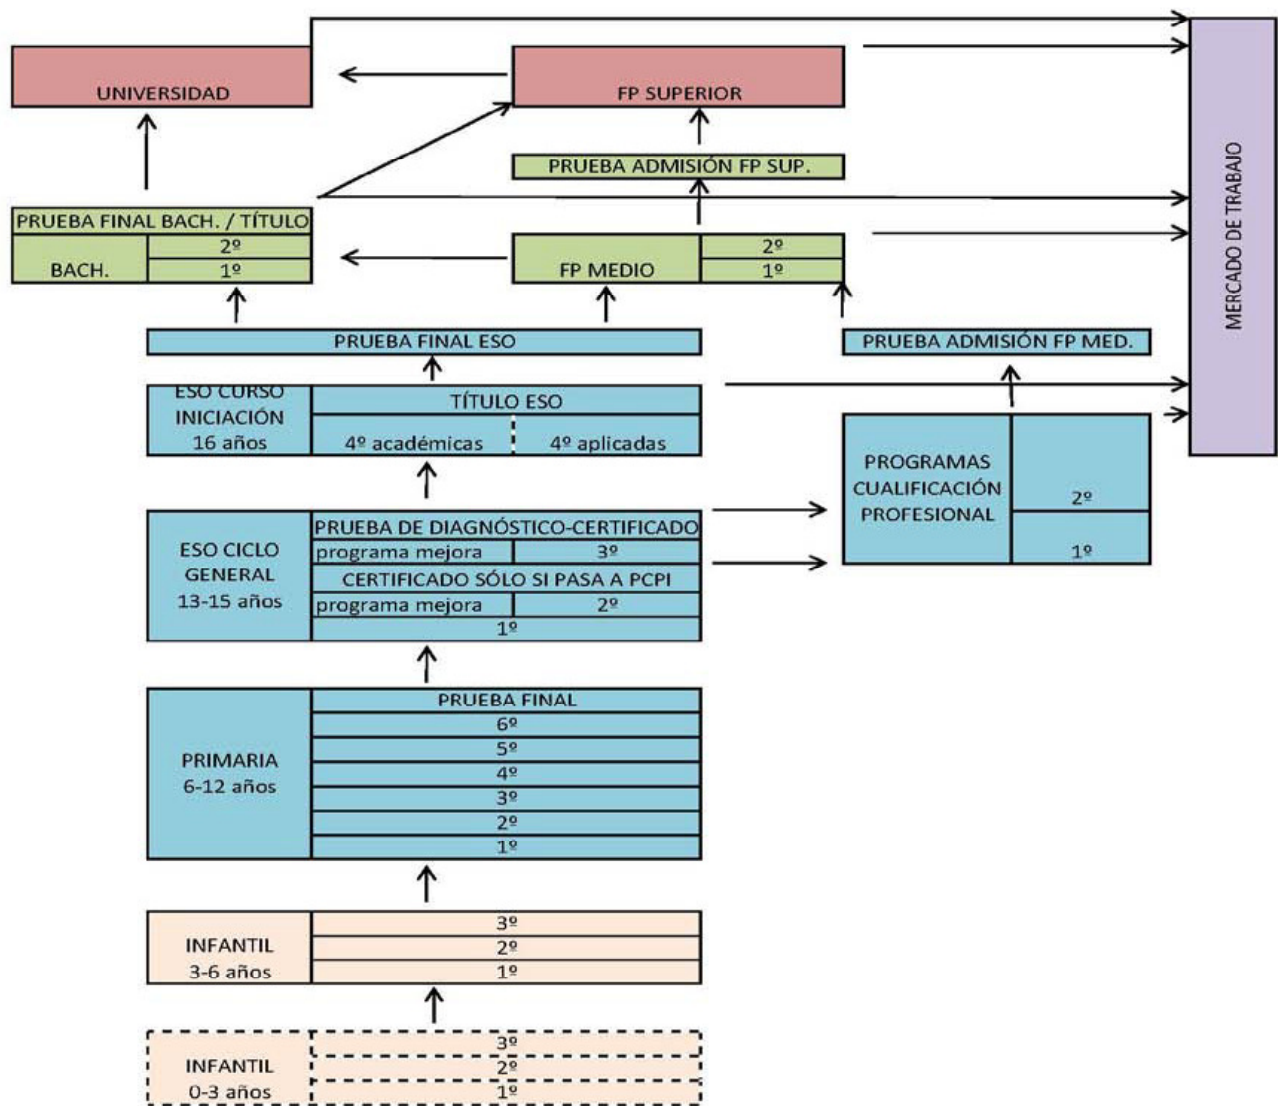 UNIVERSIDAD
FP SUPERIOR
MERCADO DE TRABAJO
PRUEBA ADMISIÓN FP SUP.
PRUEBA FINAL BACH. / TÍTULO
BACH.
2º
1º
FP MEDIO
2º
1º
PRUEBA FINAL ESO
PRUEBA ADMISIÓN FP MED.
ESO CURSO
INICIACIÓN
16 años
TÍTULO ESO
4º académicas
4º aplicadas
PROGRAMAS
CUALIFICACIÓN
PROFESIONAL
2º
1º
ESO CICLO
GENERAL
13-15 años
PRUEBA DE DIAGNÓSTICO-CERTIFICADO
programa mejora
3º
CERTIFICADO SÓLO SI PASA A PCPI
programa mejora
2º
1º
PRIMARIA
6-12 años
PRUEBA FINAL
6º
5º
4º
3º
2º
1º
INFANTIL
3-6 años
3º
2º
1º
INFANTIL
0-3 años
3º
2º
1º